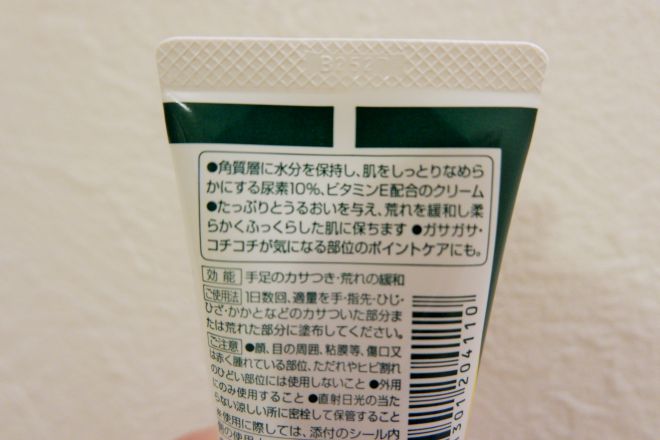 B252
●角質層に水分を保持し、肌をしっとりなめら
かにする尿素10%、ビタミンE配合のクリーム
●たっぷりとうるおいを与え、荒れを緩和し柔
らかくふっくらした肌に保ちます ●ガサガサ・
コチコチが気になる部位のポイントケアにも。
効能 手足のカサつき・荒れの緩和
ご使用法 1日数回、適量を手・指先・ひじ・
ひざ・かかとなどのカサついた部分ま
たは荒れた部分に塗布してください。
ご注意 ●顔、目の周囲、粘膜等、傷口又
は赤く腫れている部位、ただれやヒビ割れ
のひどい部位には使用しないこと ●外用
にのみ使用すること ●直射日光の当た
らない涼しい所に密栓して保管すること
※使用に際しては、添付のシール内
301204110